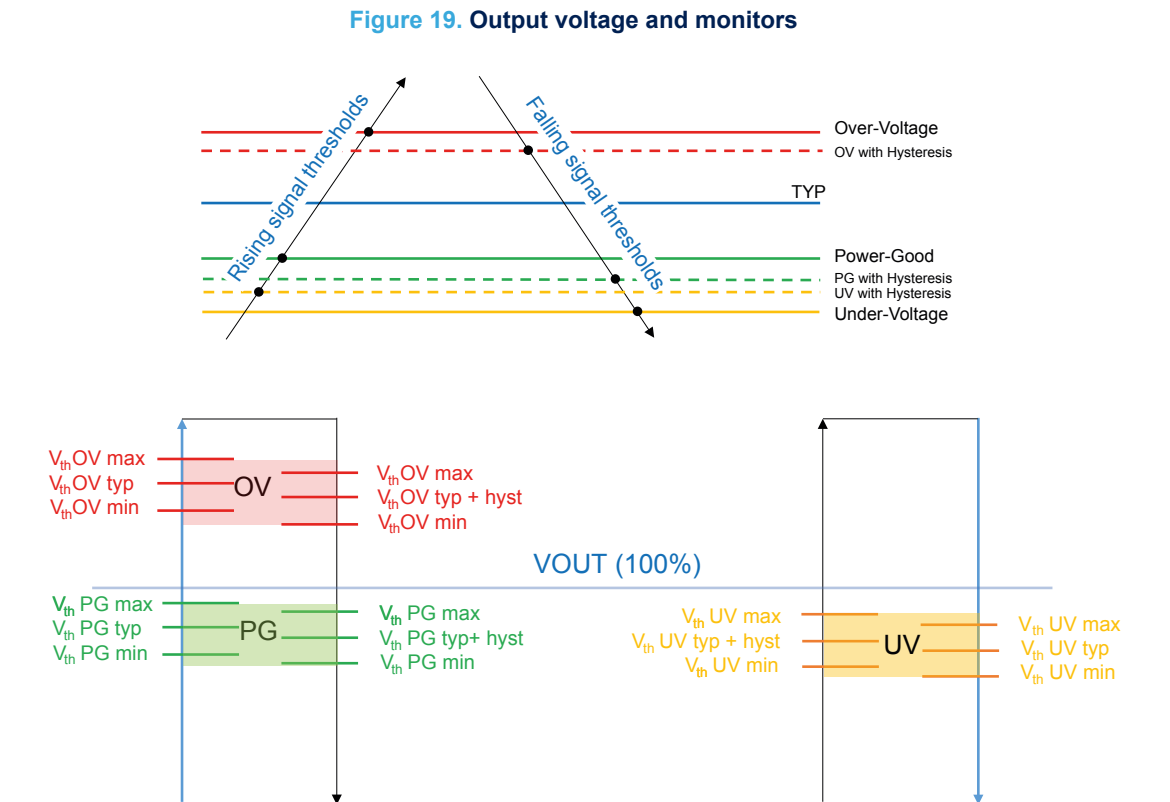 Figure 19. Output voltage and monitors
Rising signal thresholds
Falling signal thresholds
Over-Voltage
OV with Hysteresis
TYP
Power-Good
PG with Hysteresis
UV with Hysteresis
Under-Voltage
VthOV max
VthOV typ
VthOV min
OV
VthOV max
VthOV typ + hyst
VthOV min
VOUT (100%)
Vth PG max
Vth PG typ
Vth PG min
PG
Vth PG max
Vth PG typ+ hyst
Vth PG min
Vth UV max
Vth UV typ + hyst
Vth UV min
UV
Vth UV max
Vth UV typ
Vth UV min